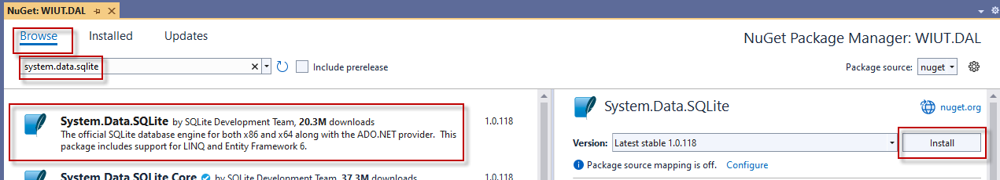 NuGet: WIUT.DAL
Browse Installed Updates
NuGet Package Manager: WIUT.DAL
system.data.sqlite
Include prerelease
Package source: nuget
System.Data.SQLite by SQLite Development Team, 20.3M downloads 1.0.118
The official SQLite database engine for both x86 and x64 along with the ADO.NET provider. This
package includes support for LINQ and Entity Framework 6.
System.Data.SQLite.Core by SQLite Development Team, 37.3M downloads 1.0.118
System.Data.SQLite
nuget.org
Version: Latest stable 1.0.118 Install
Package source mapping is off. Configure